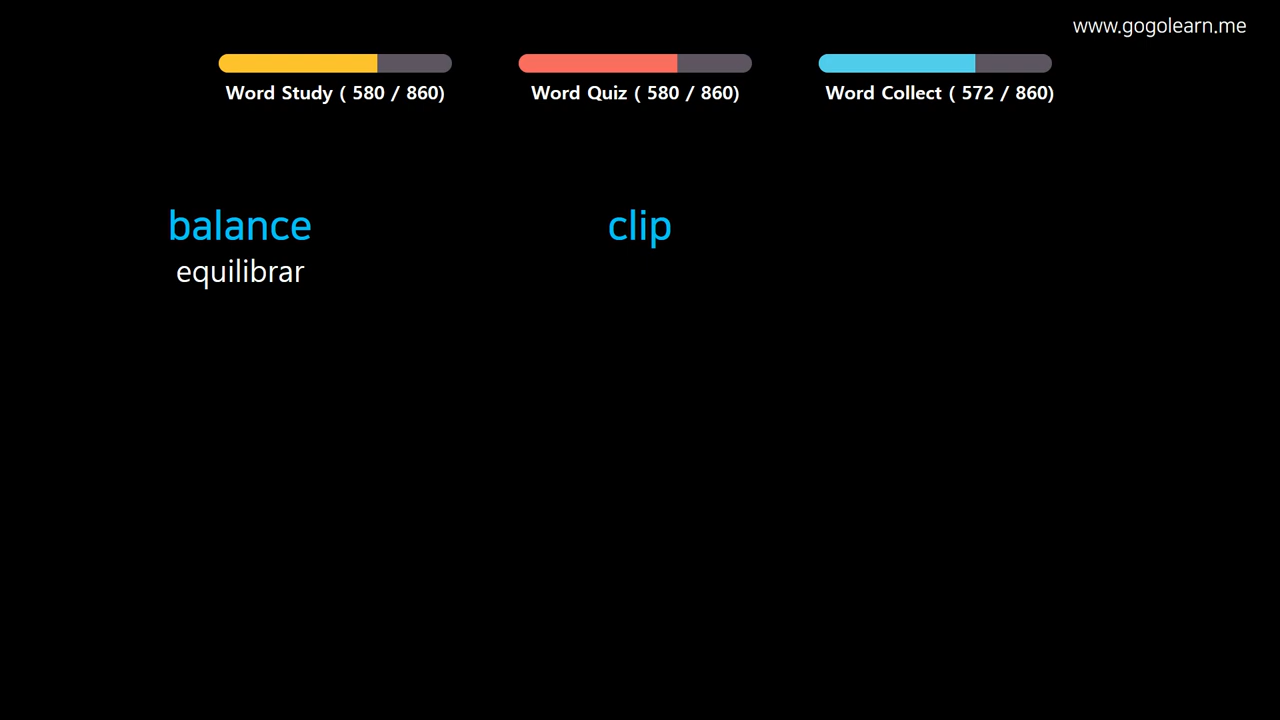 www.gogolearn.me
Word Study ( 580 / 860)
Word Quiz ( 580 / 860)
Word Collect ( 572 / 860)
balance
clip
equilibrar